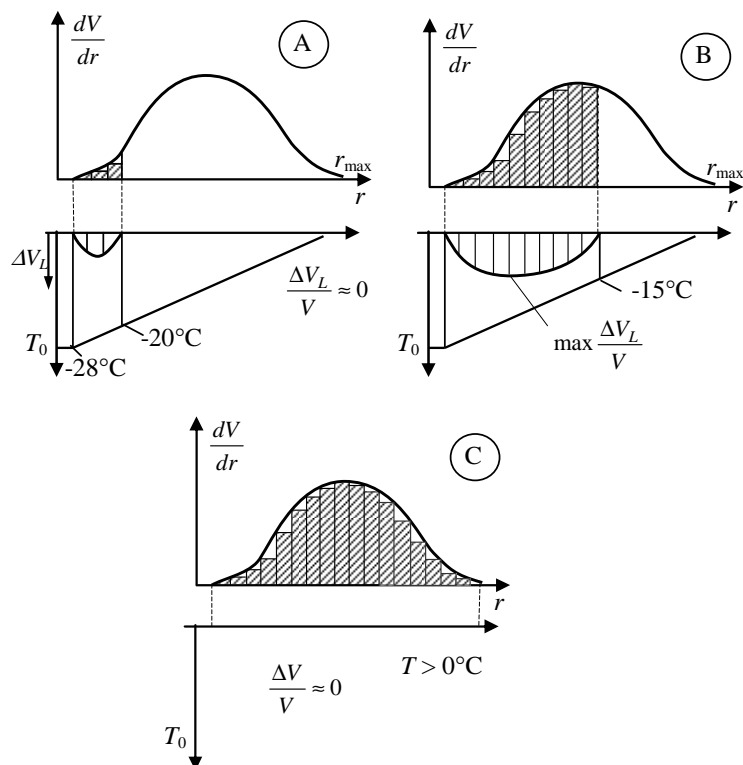 dV/dr
A
r_max
r
ΔV_L
ΔV_L/V ≈ 0
T_0
-28°C
-20°C
dV/dr
B
r_max
r
-15°C
max ΔV_L/V
T_0
dV/dr
C
r
T > 0°C
ΔV/V ≈ 0
T_0